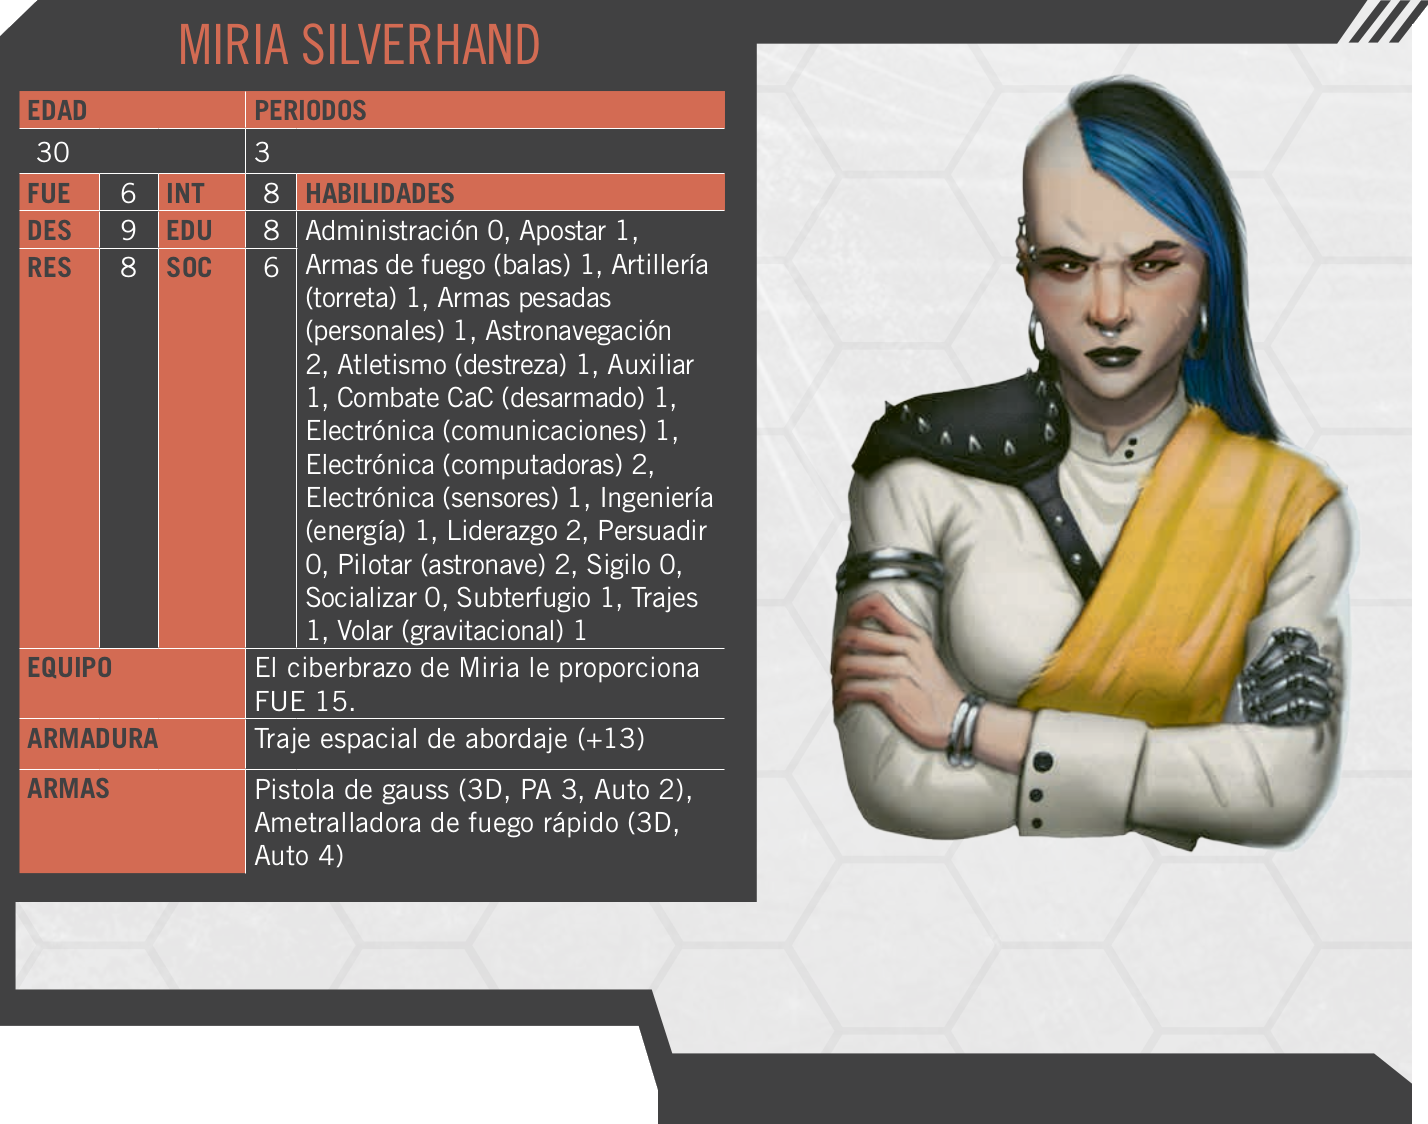 MIRIA SILVERHAND
EDAD PERIODOS
30 3
FUE 6 INT 8 HABILIDADES
DES 9 EDU 8
RES 8 SOC 6
Administración 0, Apostar 1,
Armas de fuego (balas) 1, Artillería
(torreta) 1, Armas pesadas
(personales) 1, Astronavegación
2, Atletismo (destreza) 1, Auxiliar
1, Combate CaC (desarmado) 1,
Electrónica (comunicaciones) 1,
Electrónica (computadoras) 2,
Electrónica (sensores) 1, Ingeniería
(energía) 1, Liderazgo 2, Persuadir
0, Pilotar (astronave) 2, Sigilo 0,
Socializar 0, Subterfugio 1, Trajes
1, Volar (gravitacional) 1
EQUIPO El ciberbrazo de Miria le proporciona
FUE 15.
ARMADURA Traje espacial de abordaje (+13)
ARMAS Pistola de gauss (3D, PA 3, Auto 2),
Ametralladora de fuego rápido (3D,
Auto 4)